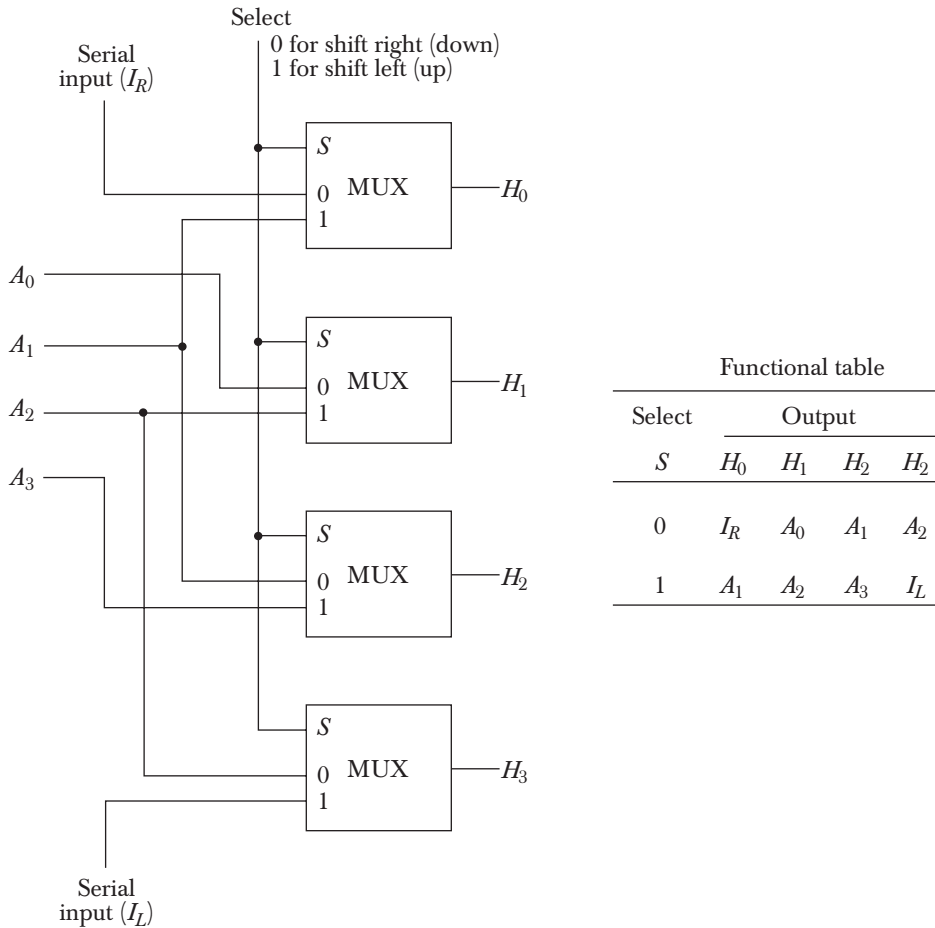 Select
0 for shift right (down)
1 for shift left (up)
Serial
input (I_R)
S
0 MUX
1
H_0
A_0
A_1
A_2
A_3
S
0 MUX
1
H_1
S
0 MUX
1
H_2
S
0 MUX
1
H_3
Serial
input (I_L)
Functional table
Select Output
S H_0 H_1 H_2 H_2
0 I_R A_0 A_1 A_2
1 A_1 A_2 A_3 I_L